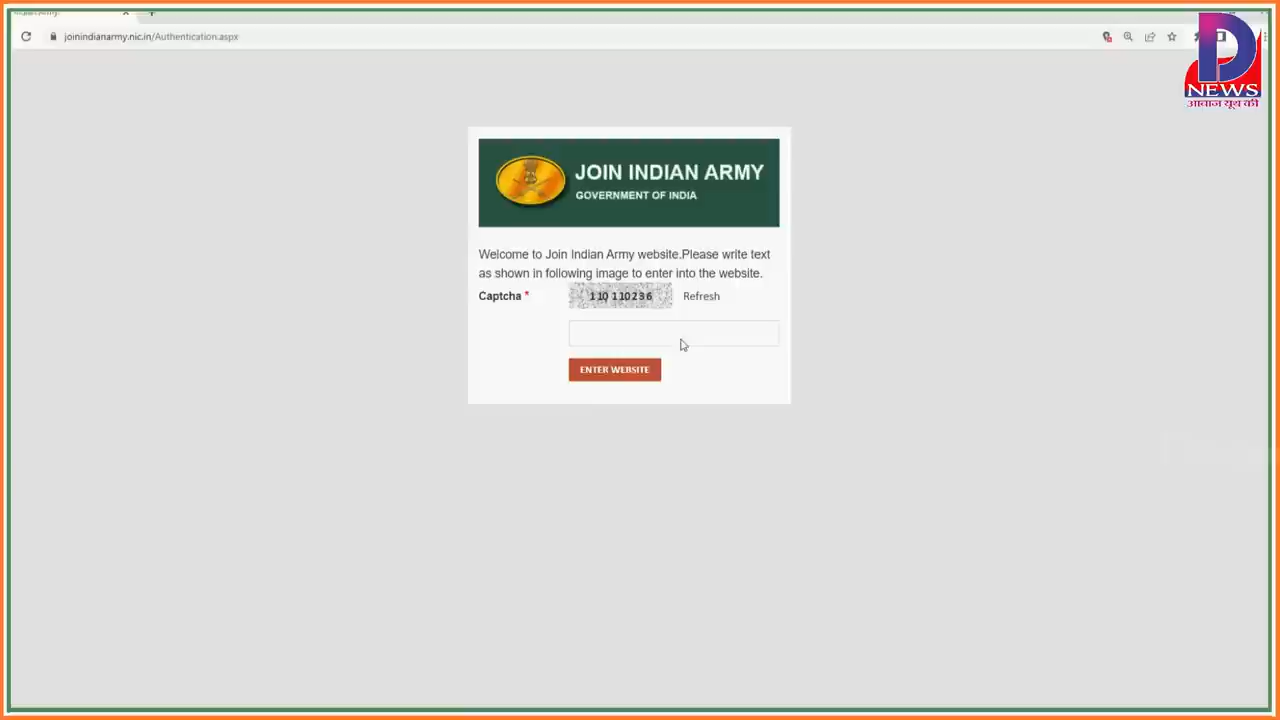 joinindianarmy.nic.in/Authentication.aspx
D
NEWS
आवाज यूथ की
JOIN INDIAN ARMY
GOVERNMENT OF INDIA
Welcome to Join Indian Army website.Please write text
as shown in following image to enter into the website.
Captcha * 110 110236 Refresh
ENTER WEBSITE